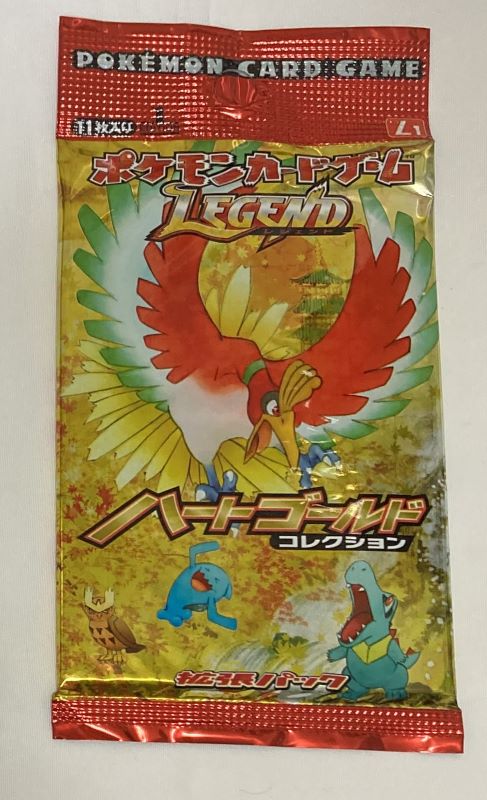 POKÉMON CARD GAME
11枚入り
L1
ポケモンカードゲーム
LEGEND
レジェンド
ハートゴールド
コレクション
拡張パック